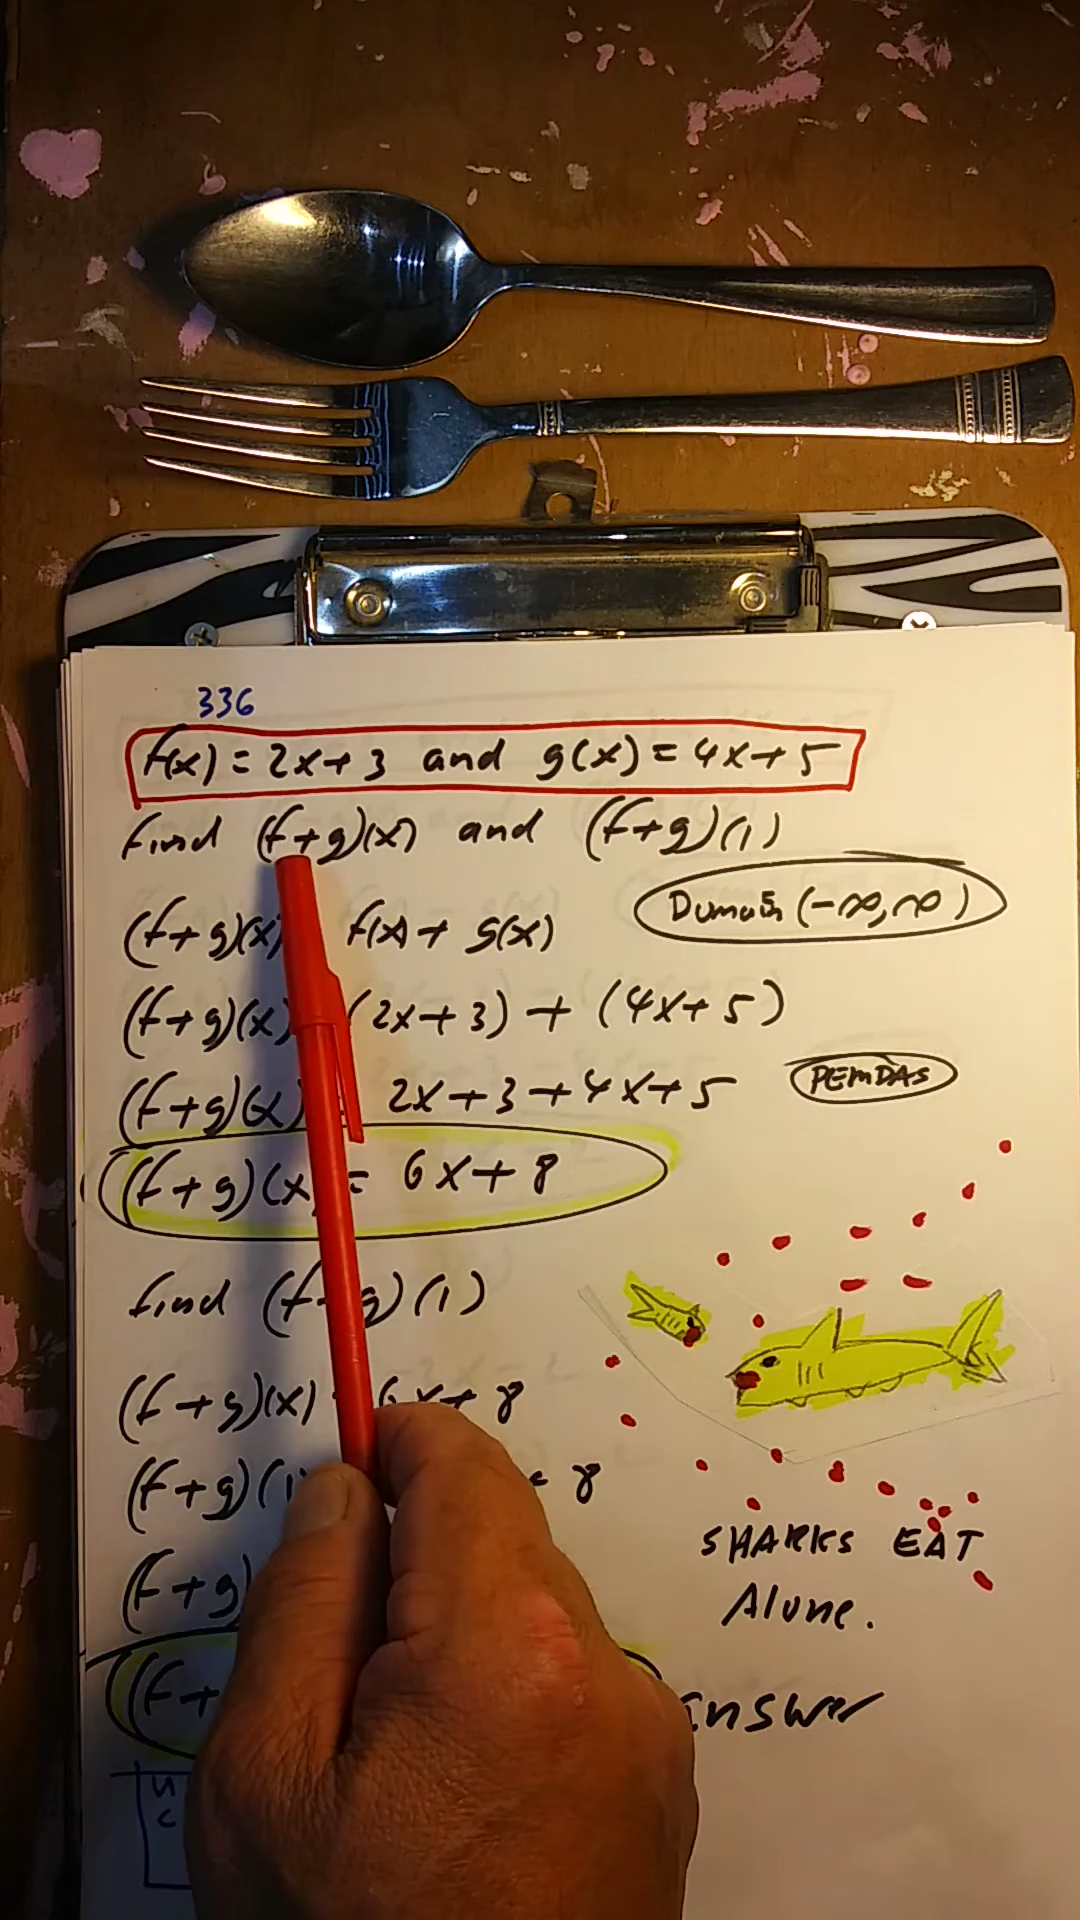 336
f(x) = 2x+3 and g(x) = 4x+5
Find (f+g)(x) and (f+g)(1)
Domain (-∞,∞)
(f+g)(x) f(x) + g(x)
(f+g)(x) (2x+3) + (4x+5)
(f+g)(x) = 2x+3+4x+5
PEMDAS
(f+g)(x) = 6x+8
find (f+g)(1)
(f+g)(x) = 6x+8
(f+g)(1) 8
SHARKS EAT
Alone.
(f+g)
(f+
answer